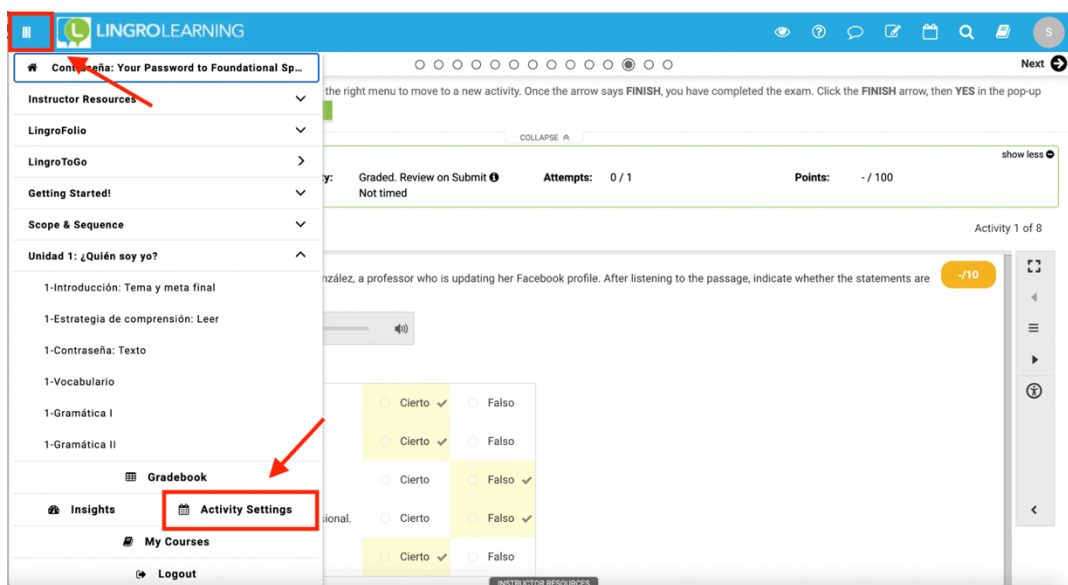 LINGROLEARNING
S
Contraseña: Your Password to Foundational Sp...
Next
Instructor Resources
the right menu to move to a new activity. Once the arrow says FINISH, you have completed the exam. Click the FINISH arrow, then YES in the pop-up
LingroFolio
COLLAPSE
LingroToGo
show less
Getting Started!
y: Graded. Review on Submit Attempts: 0 / 1 Points: - / 100
Not timed
Scope & Sequence
Activity 1 of 8
Unidad 1: ¿Quién soy yo?
nzález, a professor who is updating her Facebook profile. After listening to the passage, indicate whether the statements are
-/10
1-Introducción: Tema y meta final
1-Estrategia de comprensión: Leer
1-Contraseña: Texto
1-Vocabulario
1-Gramática I
1-Gramática II
Cierto Falso
Cierto Falso
Cierto Falso
sional. Cierto Falso
Cierto Falso
Gradebook
Insights Activity Settings
My Courses
Logout
INSTRUCTOR RESOURCES